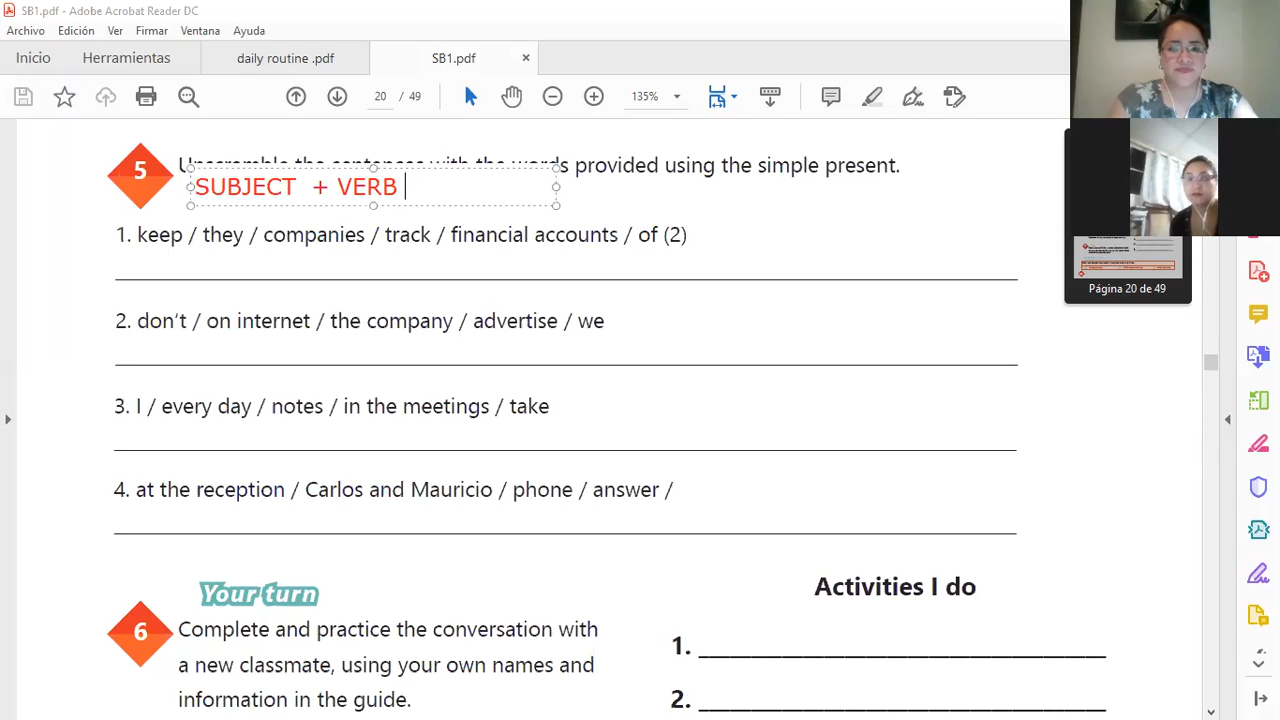 SB1.pdf - Adobe Acrobat Reader DC
Archivo Edición Ver Firmar Ventana Ayuda
Inicio Herramientas daily routine .pdf SB1.pdf ×
20 / 49 135%
5 Unscramble the sentences with the words provided using the simple present.
SUBJECT + VERB
1. keep / they / companies / track / financial accounts / of (2)
2. don't / on internet / the company / advertise / we
3. I / every day / notes / in the meetings / take
4. at the reception / Carlos and Mauricio / phone / answer /
Your turn
6 Complete and practice the conversation with
a new classmate, using your own names and
information in the guide.
Activities I do
1.
2.
Página 20 de 49